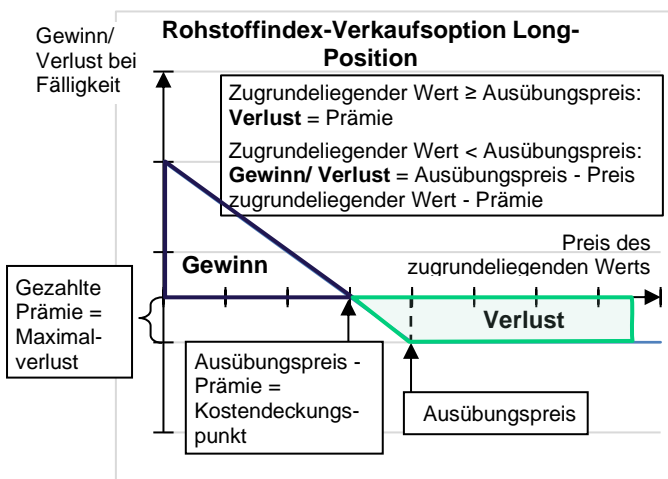 Rohstoffindex-Verkaufsoption Long-
Position
Gewinn/
Verlust bei
Fälligkeit
Zugrundeliegender Wert ≥ Ausübungspreis:
Verlust = Prämie
Zugrundeliegender Wert < Ausübungspreis:
Gewinn/ Verlust = Ausübungspreis - Preis
zugrundeliegender Wert - Prämie
Preis des
zugrundeliegenden Werts
Gewinn
Gezahlte
Prämie =
Maximal-
verlust
Verlust
Ausübungspreis -
Prämie =
Kostendeckungs-
punkt
Ausübungspreis